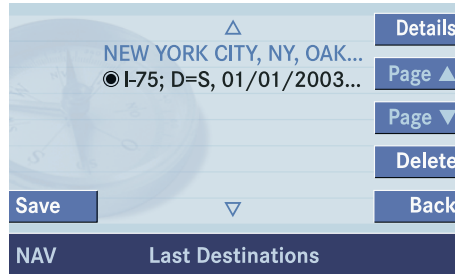 Details
NEW YORK CITY, NY, OAK...
I-75; D=S, 01/01/2003...
Page ▲
Page ▼
Delete
Save
Back
NAV Last Destinations